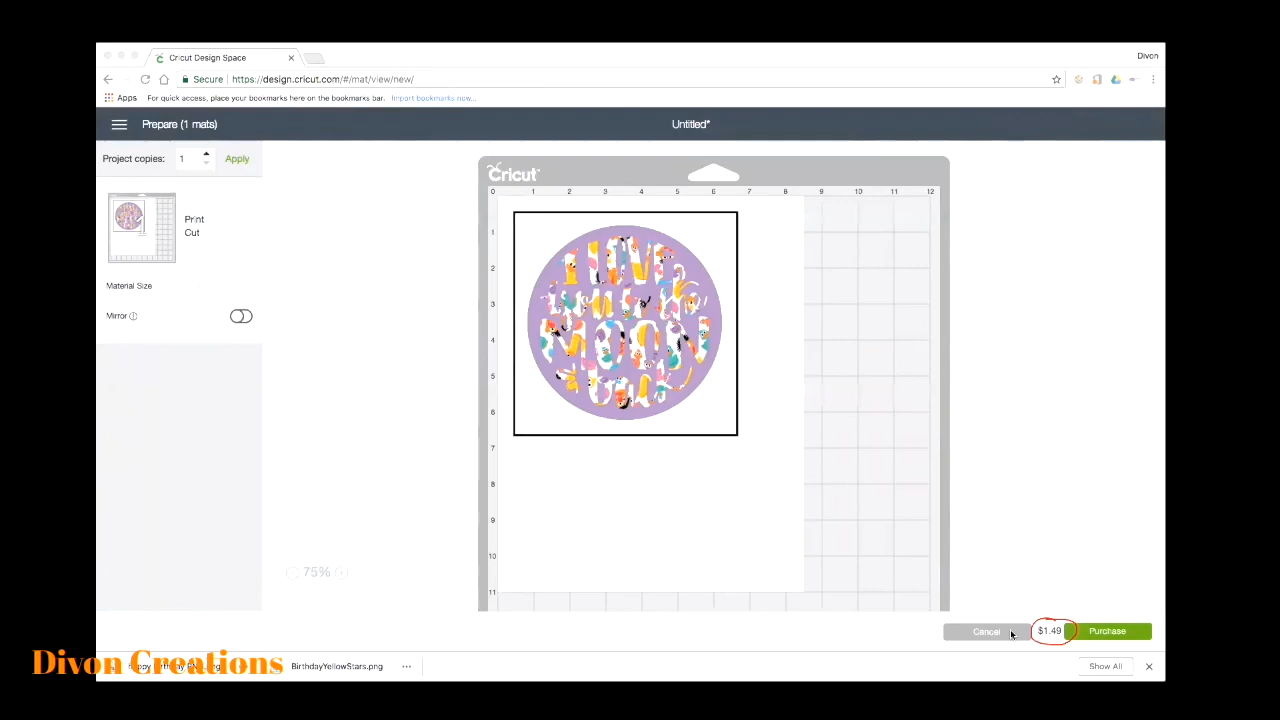 Cricut Design Space
Divon
Secure | https://design.cricut.com/#/mat/view/new/
Apps For quick access, place your bookmarks here on the bookmarks bar. Import bookmarks now...
Prepare (1 mats)
Untitled*
Project copies: 1 Apply
Print
Cut
Material Size
Mirror
Cricut
0 1 2 3 4 5 6 7 8 9 10 11 12
1
2
3
4
5
6
7
8
9
10
11
I LOVE
MOON
75%
Cancel $1.49 Purchase
Divon Creations
BirthdayYellowStars.png
Show All